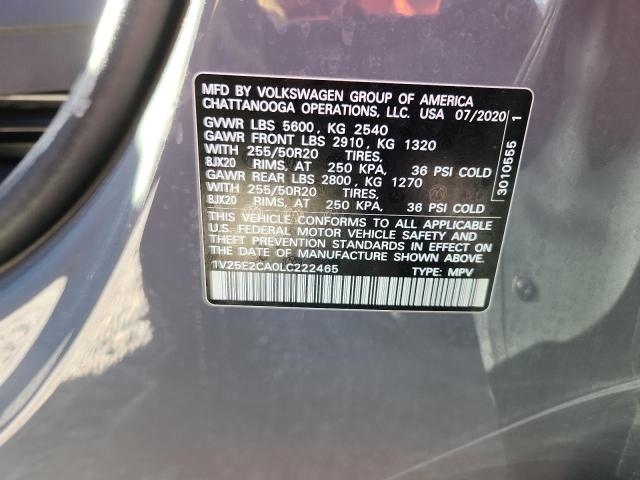 MFD BY VOLKSWAGEN GROUP OF AMERICA
CHATTANOOGA OPERATIONS, LLC. USA 07/2020
GVWR LBS 5600, KG 2540
GAWR FRONT LBS 2910, KG 1320
WITH 255/50R20 TIRES,
8JX20 RIMS, AT 250 KPA, 36 PSI COLD
GAWR REAR LBS 2800, KG 1270
WITH 255/50R20 TIRES,
8JX20 RIMS, AT 250 KPA, 36 PSI COLD
THIS VEHICLE CONFORMS TO ALL APPLICABLE
U.S. FEDERAL MOTOR VEHICLE SAFETY AND
THEFT PREVENTION STANDARDS IN EFFECT ON
THE DATE OF MANUFACTURE SHOWN ABOVE.
1V25E2CA0LC222465 TYPE: MPV
3010555 1